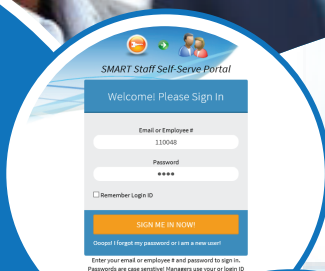 SMART Staff Self-Serve Portal
Welcome! Please Sign In
Email or Employee #
110048
Password
Remember Login ID
SIGN ME IN NOW!
Ooops! I forgot my password or I am a new user!
Enter your email or employee # and password to sign in.
Passwords are case senstive! Managers use your or login ID